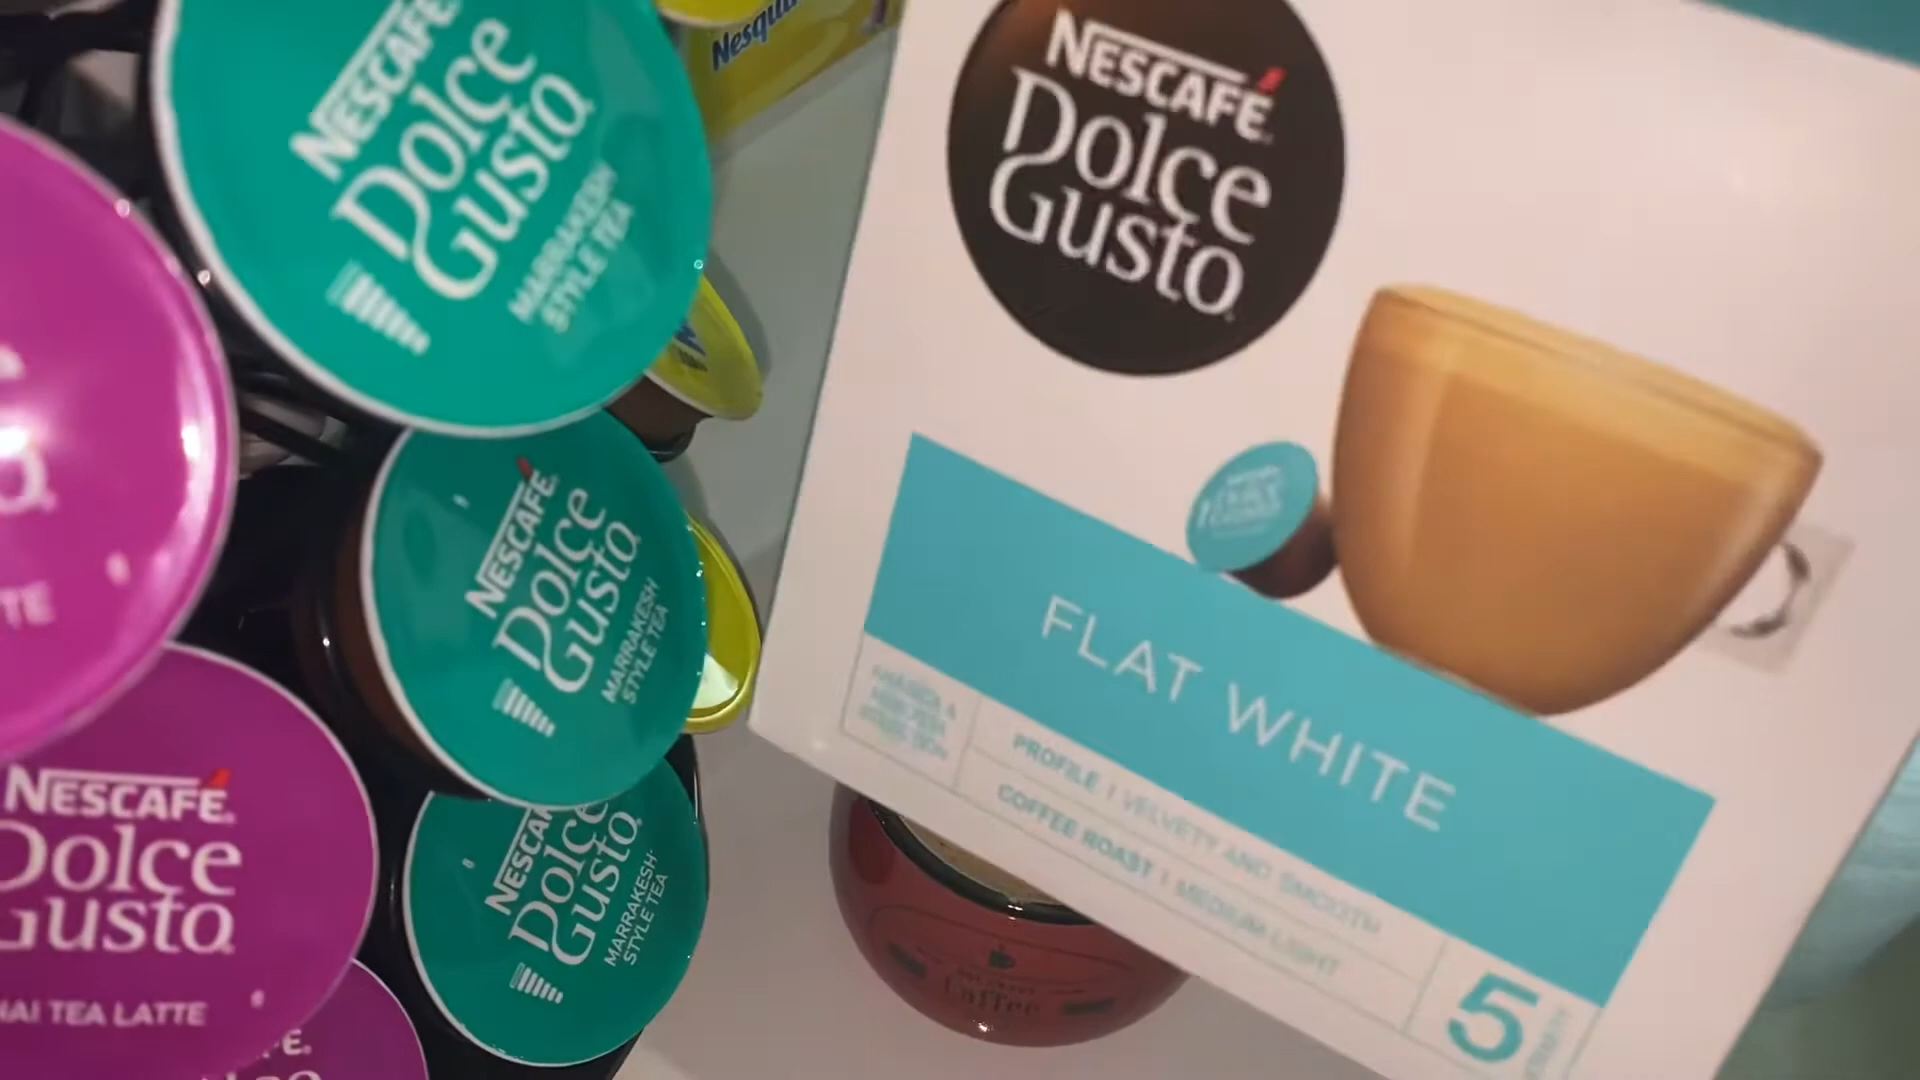 NESCAFÉ
Dolce
Gusto
MARRAKESH
STYLE TEA
TE
NESCAFÉ
Dolce
Gusto
MARRAKESH
STYLE TEA
NESCAFÉ
Dolce
Gusto
HAI TEA LATTE
NESCAFÉ
Dolce
Gusto
MARRAKESH
STYLE TEA
NESCAFÉ
Dolce
Gusto
FLAT WHITE
PROFILE | VELVETY AND SMOOTH
COFFEE ROAST | MEDIUM LIGHT
5
Coffee